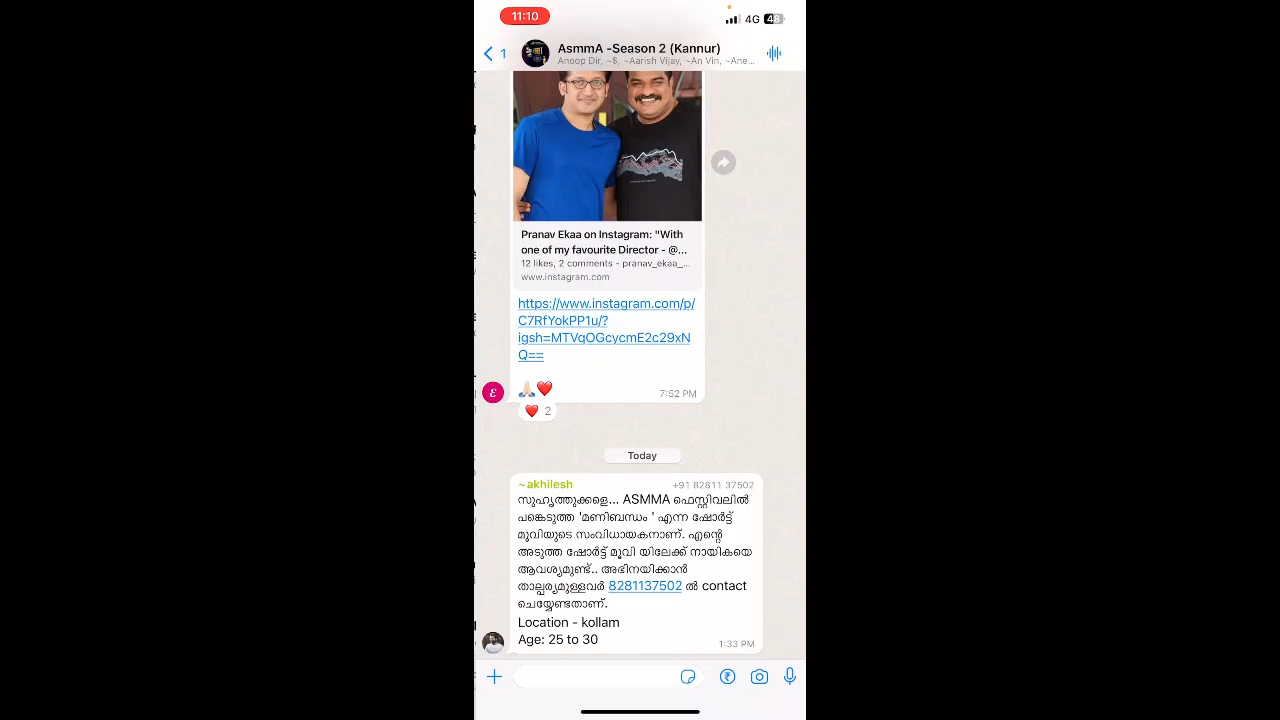 11:10
4G
48
1
AsmmA -Season 2 (Kannur)
Anoop Dir, ~$, ~Aarish Vijay, ~An Vin, ~Ane...
Pranav Ekaa on Instagram: "With
one of my favourite Director - @...
12 likes, 2 comments - pranav_ekaa_...
www.instagram.com
https://www.instagram.com/p/
C7RfYokPP1u/?
igsh=MTVqOGcycmE2c29xN
Q==
🙏🏻❤️
7:52 PM
❤️ 2
Today
~akhilesh
+91 82811 37502
സുഹൃത്തുക്കളെ... ASMMA ഫെസ്റ്റിവലിൽ
പങ്കെടുത്ത 'മണിബന്ധം ' എന്ന ഷോർട്ട്
മൂവിയുടെ സംവിധായകനാണ്. എന്റെ
അടുത്ത ഷോർട്ട് മൂവി യിലേക്ക് നായികയെ
ആവശ്യമുണ്ട്.. അഭിനയിക്കാൻ
താല്പര്യമുള്ളവർ 8281137502 ൽ contact
ചെയ്യേണ്ടതാണ്.
Location - kollam
Age: 25 to 30
1:33 PM